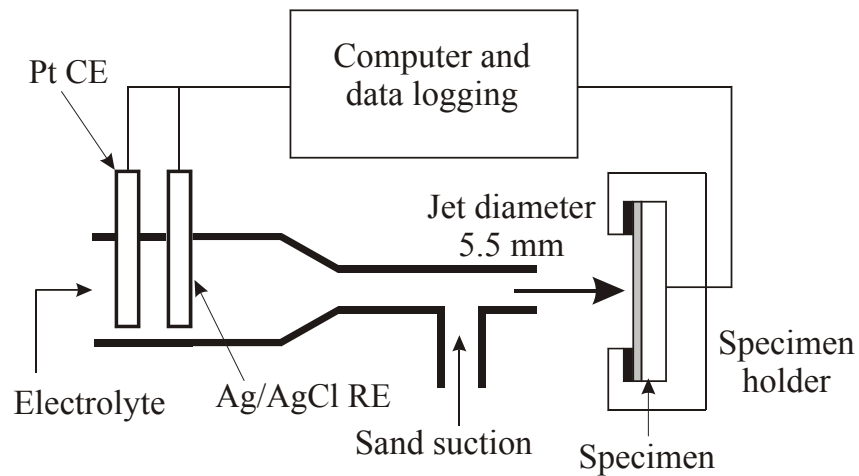 Pt CE
Computer and
data logging
Jet diameter
5.5 mm
Electrolyte
Ag/AgCl RE
Sand suction
Specimen
holder
Specimen